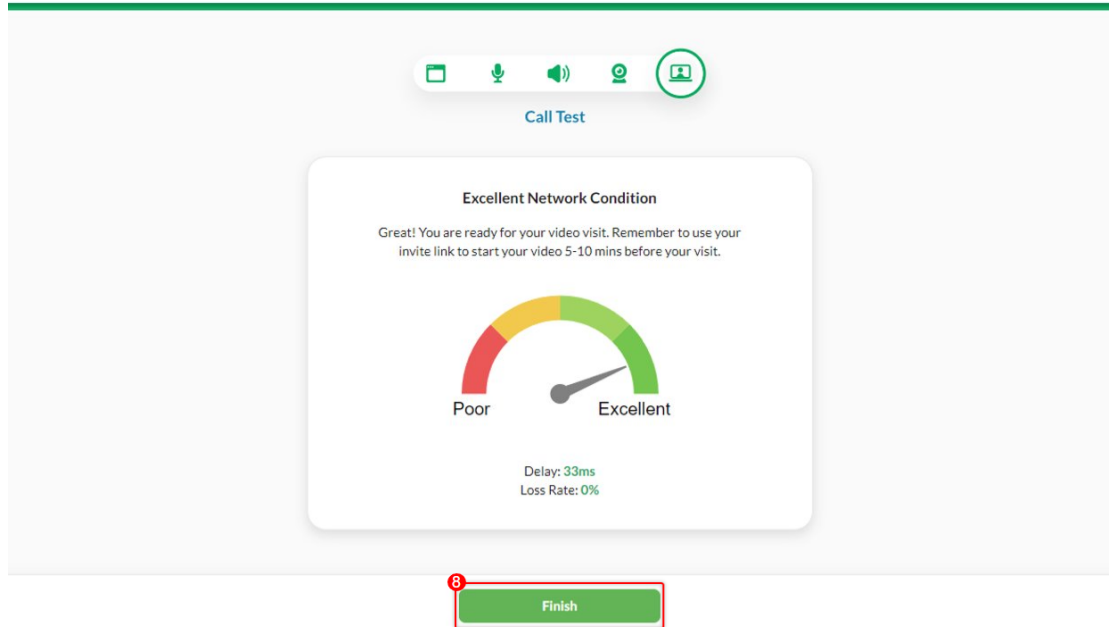 Call Test
Excellent Network Condition
Great! You are ready for your video visit. Remember to use your
invite link to start your video 5-10 mins before your visit.
Poor Excellent
Delay: 33ms
Loss Rate: 0%
8
Finish